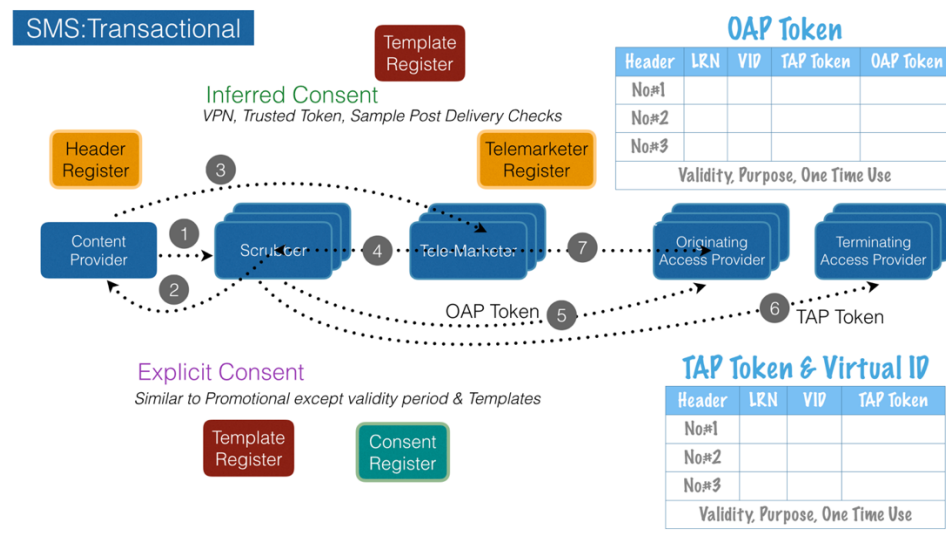 SMS:Transactional
Template
Register
OAP Token
Header LRN VID TAP Token OAP Token
No#1
No#2
No#3
Validity, Purpose, One Time Use
Inferred Consent
VPN, Trusted Token, Sample Post Delivery Checks
Header
Register
Telemarketer
Register
3
Content
Provider
1
Scrubber
4
Tele-Marketer
7
Originating
Access Provider
Terminating
Access Provider
2
OAP Token
5
6
TAP Token
Explicit Consent
Similar to Promotional except validity period & Templates
Template
Register
Consent
Register
TAP Token & Virtual ID
Header LRN VID TAP Token
No#1
No#2
No#3
Validity, Purpose, One Time Use